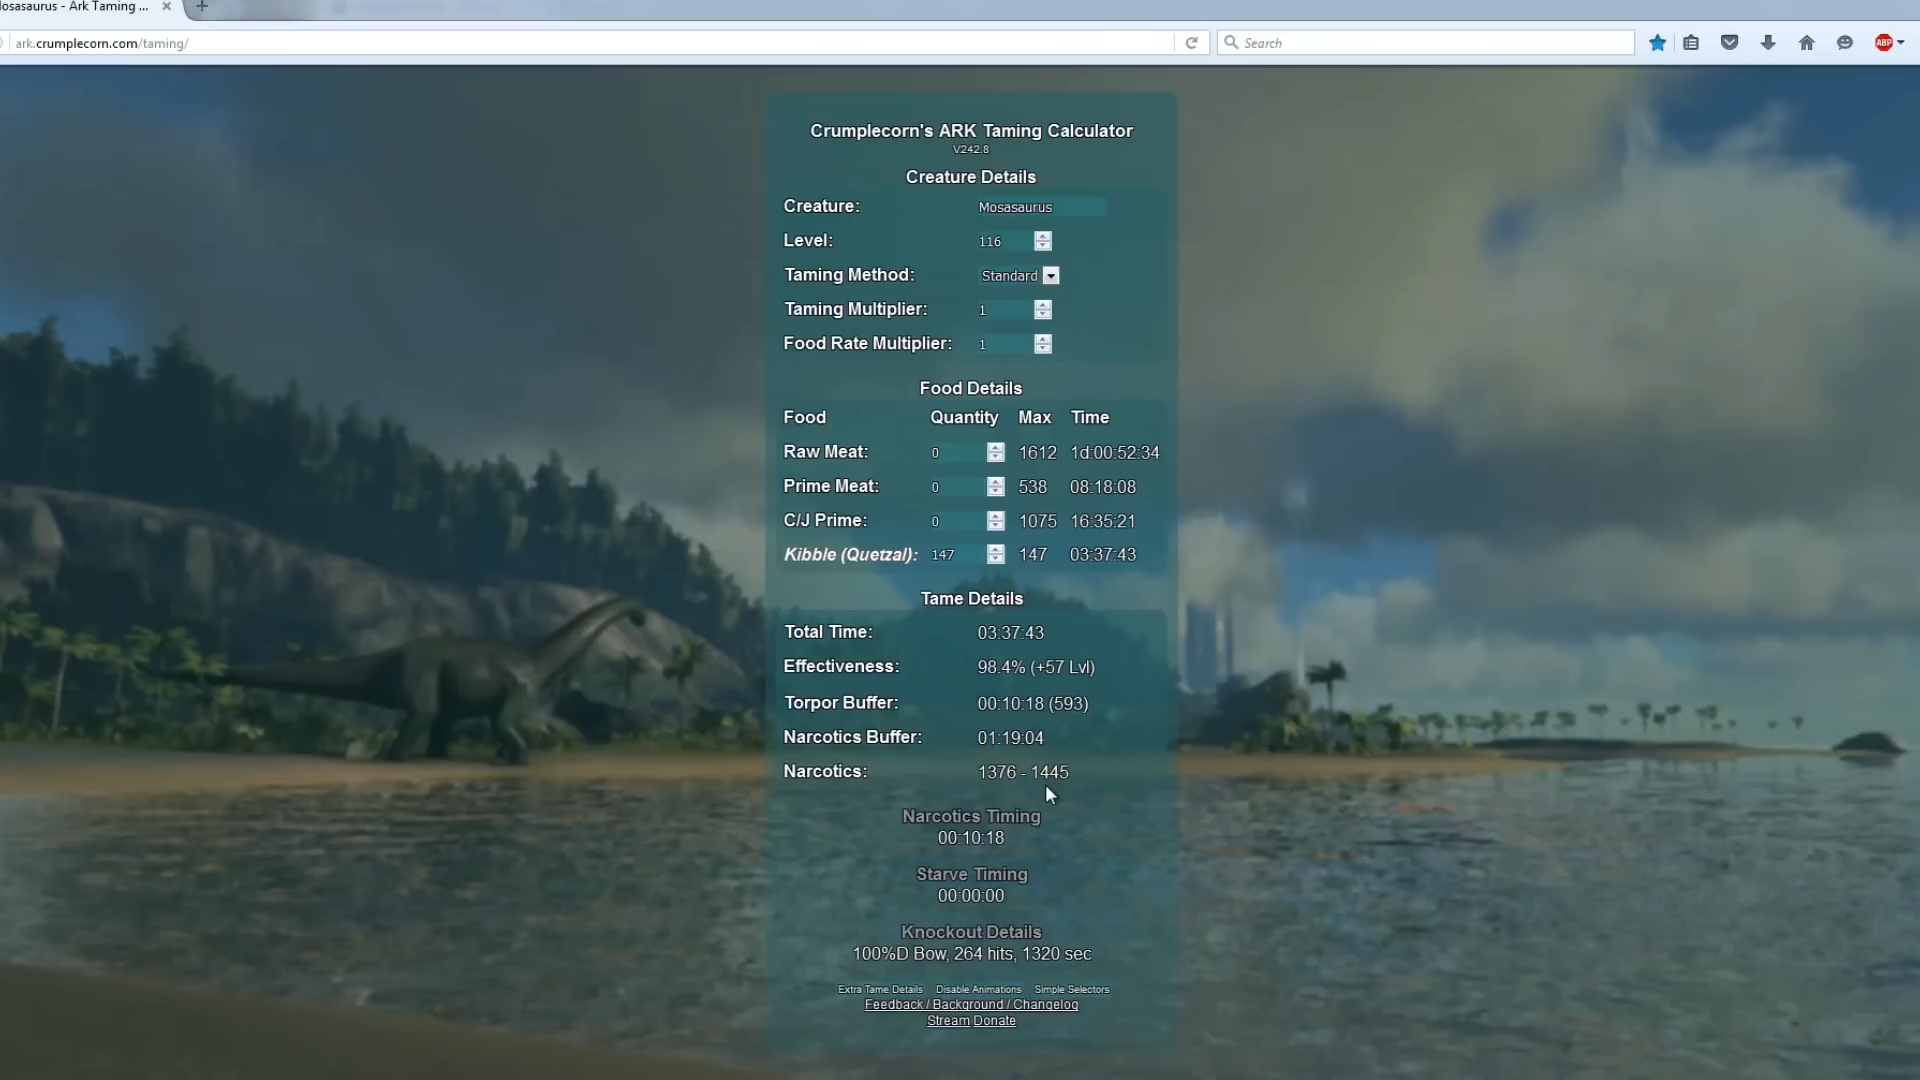 losasaurus - Ark Taming ...
ark.crumplecorn.com/taming/
Search
ABP
Crumplecorn's ARK Taming Calculator
V242.8
Creature Details
Creature: Mosasaurus
Level: 116
Taming Method: Standard
Taming Multiplier: 1
Food Rate Multiplier: 1
Food Details
Food Quantity Max Time
Raw Meat: 0 1612 1d:00:52:34
Prime Meat: 0 538 08:18:08
C/J Prime: 0 1075 16:35:21
Kibble (Quetzal): 147 147 03:37:43
Tame Details
Total Time: 03:37:43
Effectiveness: 98.4% (+57 Lvl)
Torpor Buffer: 00:10:18 (593)
Narcotics Buffer: 01:19:04
Narcotics: 1376 - 1445
Narcotics Timing
00:10:18
Starve Timing
00:00:00
Knockout Details
100%D Bow, 264 hits, 1320 sec
Extra Tame Details Disable Animations Simple Selectors
Feedback / Background / Changelog
Stream Donate